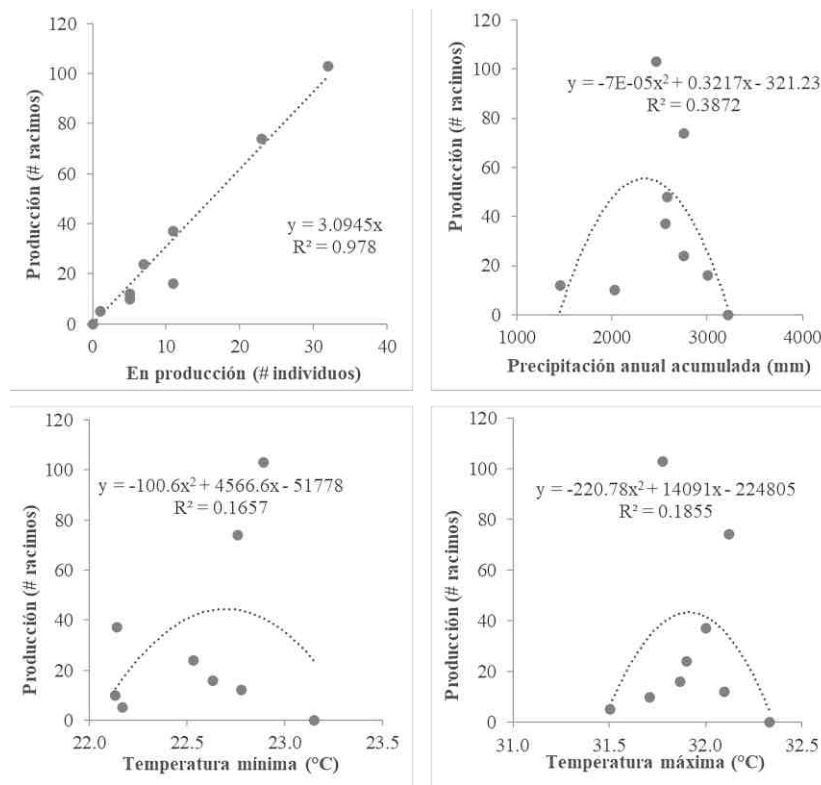 120
100
80
60
40
20
0
Producción (# racimos)
y = 3.0945x
R² = 0.978
0 10 20 30 40
En producción (# individuos)
120
100
80
60
40
20
0
Producción (# racimos)
y = -7E-05x² + 0.3217x - 321.23
R² = 0.3872
1000 2000 3000 4000
Precipitación anual acumulada (mm)
120
100
80
60
40
20
0
Producción (# racimos)
y = -100.6x² + 4566.6x - 51778
R² = 0.1657
22.0 22.5 23.0 23.5
Temperatura mínima (°C)
120
100
80
60
40
20
0
Producción (# racimos)
y = -220.78x² + 14091x - 224805
R² = 0.1855
31.0 31.5 32.0 32.5
Temperatura máxima (°C)